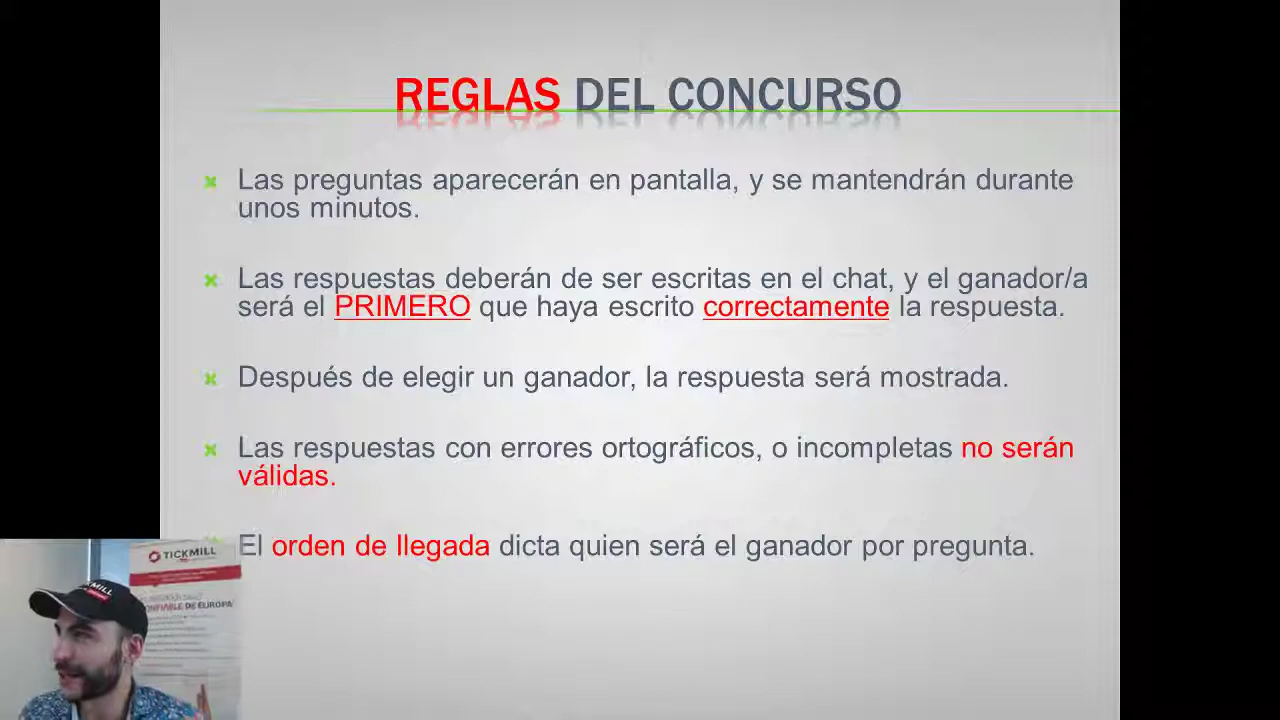 REGLAS DEL CONCURSO
Las preguntas aparecerán en pantalla, y se mantendrán durante
unos minutos.
Las respuestas deberán de ser escritas en el chat, y el ganador/a
será el PRIMERO que haya escrito correctamente la respuesta.
Después de elegir un ganador, la respuesta será mostrada.
Las respuestas con errores ortográficos, o incompletas no serán
válidas.
El orden de llegada dicta quien será el ganador por pregunta.
TICKMILL
DE EUROPA